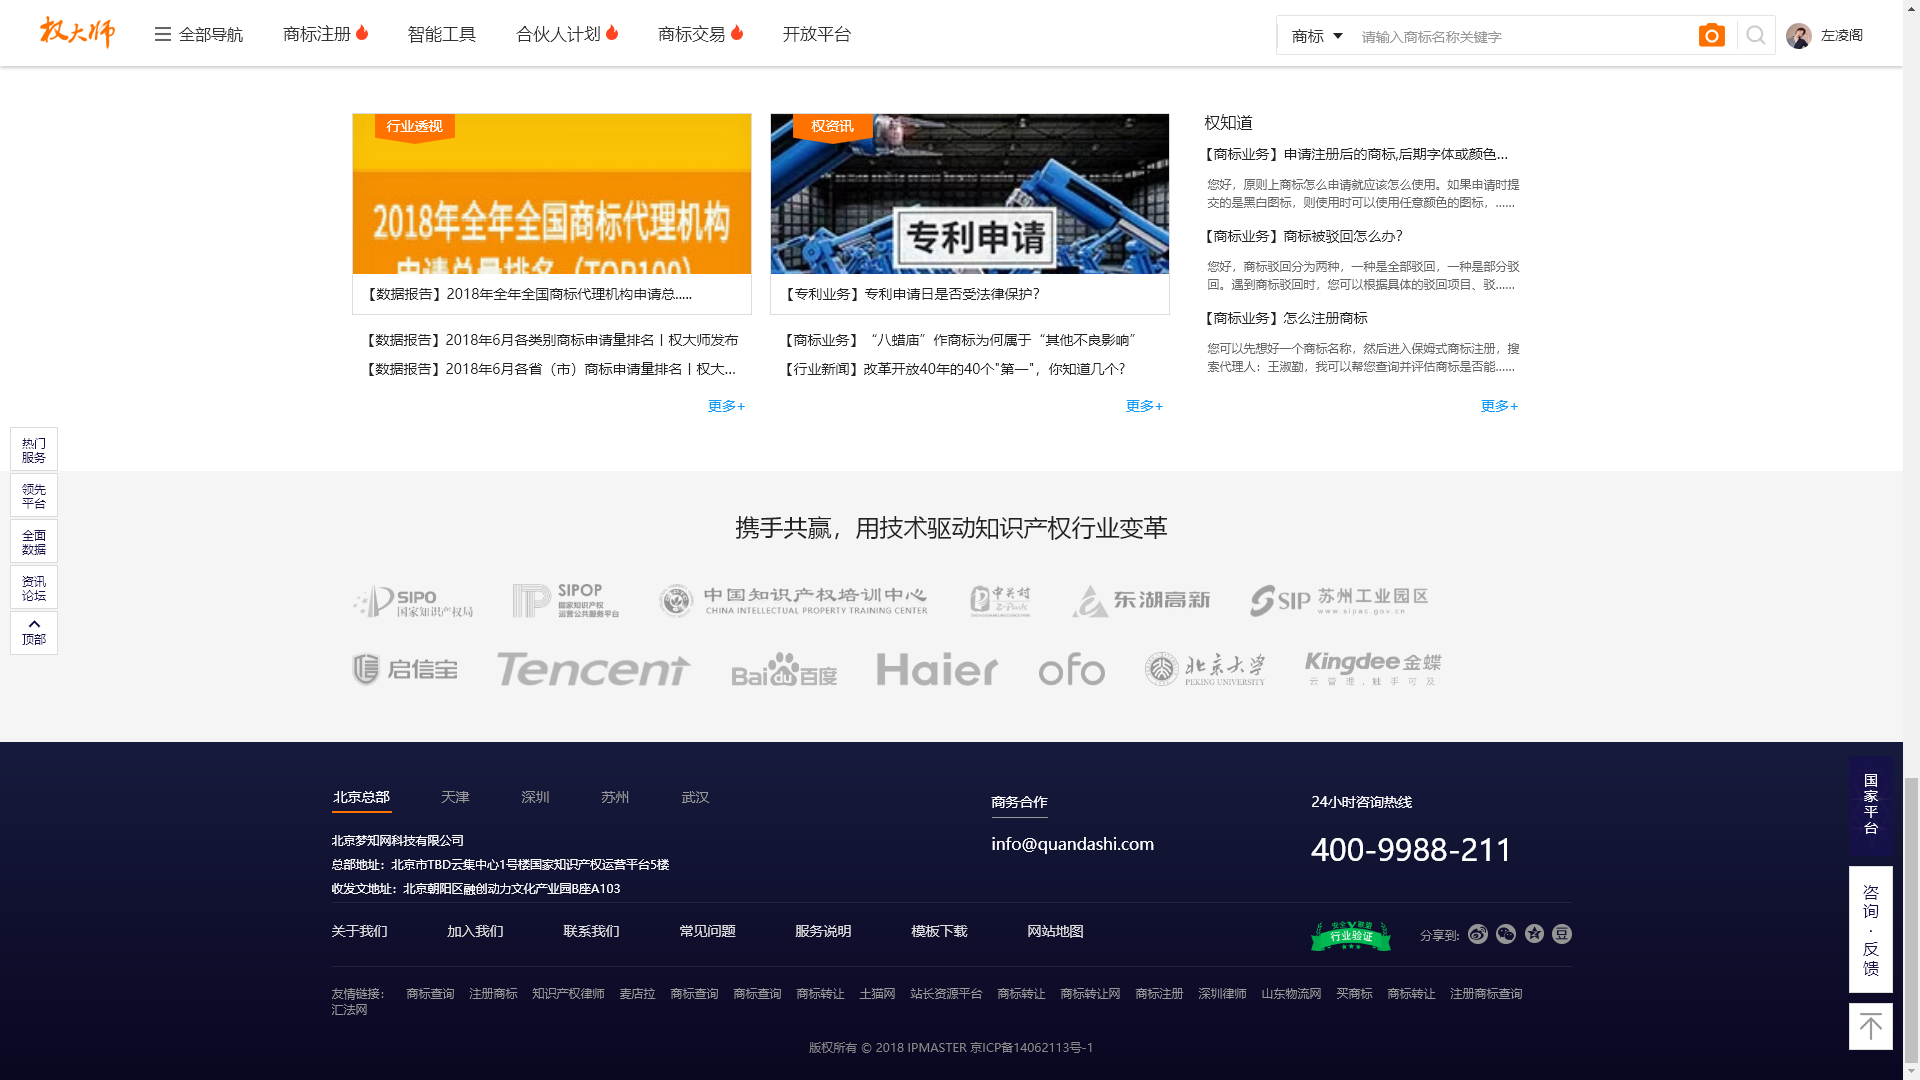 权大师
全部导航
商标注册
智能工具
合伙人计划
商标交易
开放平台
商标
请输入商标名称关键字
左凌阁
行业透视
2018年全年全国商标代理机构
申请总量排名（TOP100）
【数据报告】2018年全年全国商标代理机构申请总.....
【数据报告】2018年6月各类别商标申请量排名丨权大师发布
【数据报告】2018年6月各省（市）商标申请量排名丨权大...
更多+
权资讯
专利申请
【专利业务】专利申请日是否受法律保护？
【商标业务】“八蜡庙”作商标为何属于“其他不良影响”
【行业新闻】改革开放40年的40个"第一"，你知道几个？
更多+
权知道
【商标业务】申请注册后的商标,后期字体或颜色...
您好，原则上商标怎么申请就应该怎么使用。如果申请时提
交的是黑白图标，则使用时可以使用任意颜色的图标，......
【商标业务】商标被驳回怎么办？
您好，商标驳回分为两种，一种是全部驳回，一种是部分驳
回。遇到商标驳回时，您可以根据具体的驳回项目、驳......
【商标业务】怎么注册商标
您可以先想好一个商标名称，然后进入保姆式商标注册，搜
索代理人：王淑勤，我可以帮您查询并评估商标是否能......
更多+
热门
服务
领先
平台
全面
数据
资讯
论坛
顶部
携手共赢，用技术驱动知识产权行业变革
SIPO
国家知识产权局
SIPOP
国家知识产权
运营公共服务平台
中国知识产权培训中心
CHINA INTELLECTUAL PROPERTY TRAINING CENTER
中关村
Z-Park
东湖高新
SIP 苏州工业园区
www.sipac.gov.cn
启信宝
Tencent
Bai du 百度
Haier
ofo
北京大学
PEKING UNIVERSITY
Kingdee 金蝶
云管理，触手可及
北京总部
天津
深圳
苏州
武汉
北京梦知网科技有限公司
总部地址：北京市TBD云集中心1号楼国家知识产权运营平台5楼
收发文地址：北京朝阳区融创动力文化产业园B座A103
商务合作
info@quandashi.com
24小时咨询热线
400-9988-211
关于我们
加入我们
联系我们
常见问题
服务说明
模板下载
网站地图
安全联盟
行业验证
分享到:
豆
友情链接： 商标查询 注册商标 知识产权律师 麦店拉 商标查询 商标查询 商标转让 土猫网 站长资源平台 商标转让 商标转让网 商标注册 深圳律师 山东物流网 买商标 商标转让 注册商标查询
汇法网
版权所有 © 2018 IPMASTER 京ICP备14062113号-1
国家平台
咨询·反馈